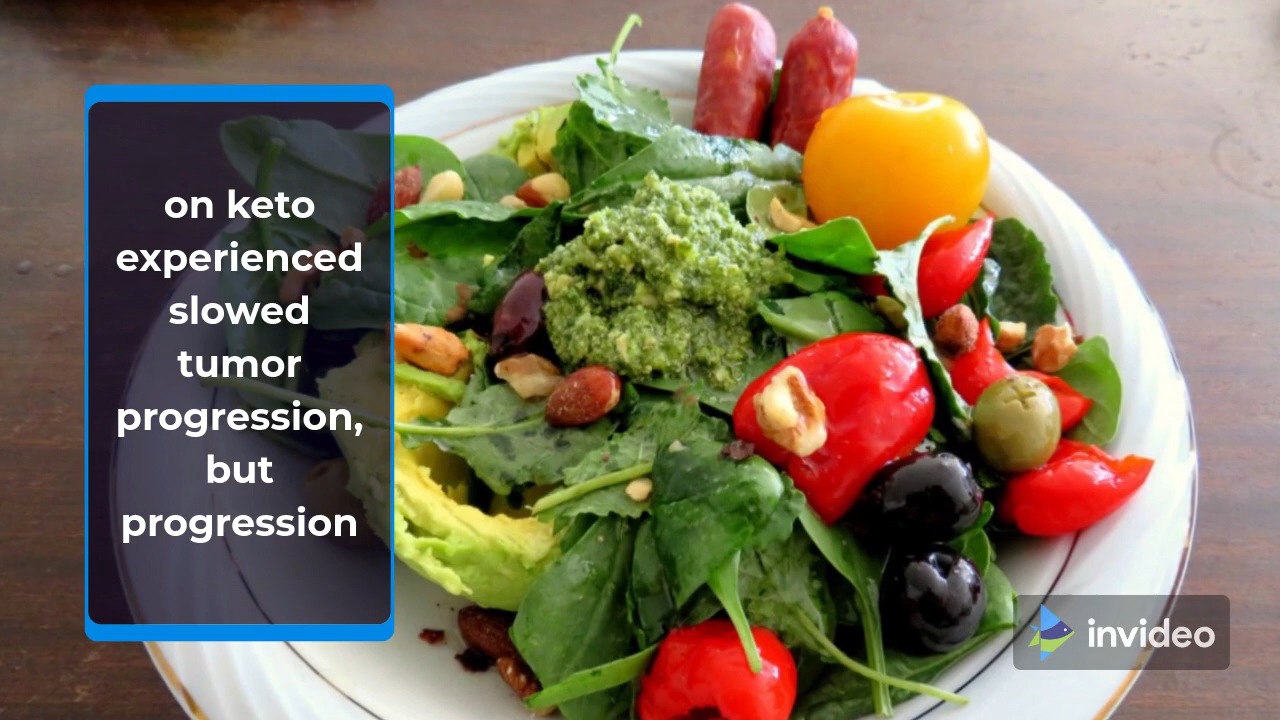 on keto
experienced
slowed
tumor
progression,
but
progression
invideo